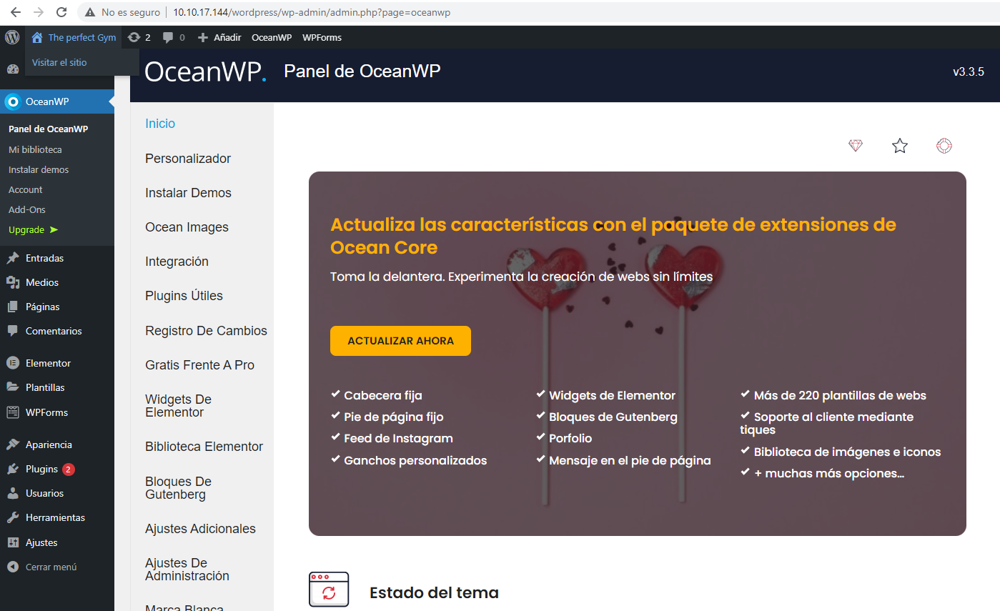 No es seguro | 10.10.17.144/wordpress/wp-admin/admin.php?page=oceanwp
The perfect Gym 2 0 Añadir OceanWP WPForms
Visitar el sitio
OceanWP. Panel de OceanWP v3.3.5
OceanWP
Panel de OceanWP
Mi biblioteca
Instalar demos
Account
Add-Ons
Upgrade ➤
Entradas
Medios
Páginas
Comentarios
Elementor
Plantillas
WPForms
Apariencia
Plugins 2
Usuarios
Herramientas
Ajustes
Cerrar menú
Inicio
Personalizador
Instalar Demos
Ocean Images
Integración
Plugins Útiles
Registro De Cambios
Gratis Frente A Pro
Widgets De
Elementor
Biblioteca Elementor
Bloques De
Gutenberg
Ajustes Adicionales
Ajustes De
Administración
Marca Blanca
Actualiza las características con el paquete de extensiones de
Ocean Core
Toma la delantera. Experimenta la creación de webs sin límites
ACTUALIZAR AHORA
Cabecera fija
Pie de página fijo
Feed de Instagram
Ganchos personalizados
Widgets de Elementor
Bloques de Gutenberg
Porfolio
Mensaje en el pie de página
Más de 220 plantillas de webs
Soporte al cliente mediante
tiques
Biblioteca de imágenes e iconos
+ muchas más opciones...
Estado del tema